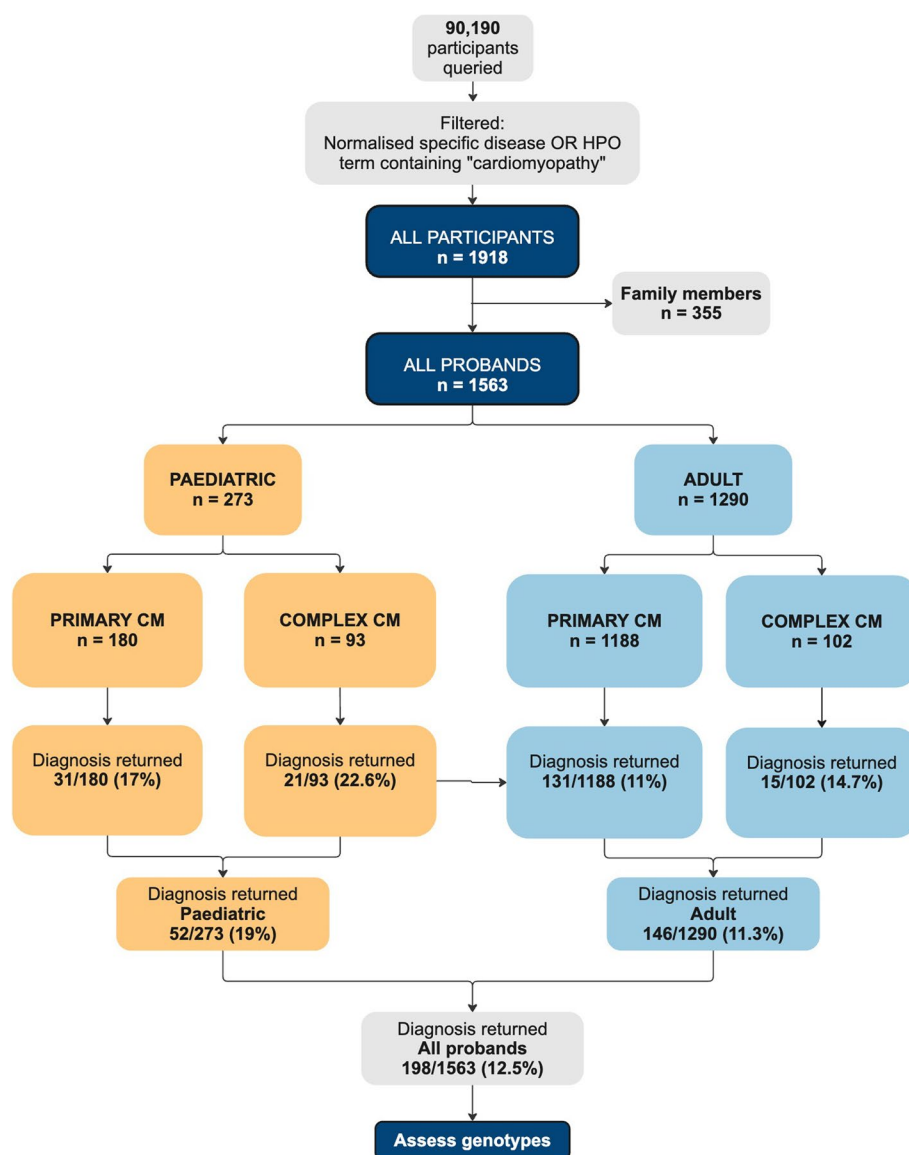 90,190
participants
queried
Filtered:
Normalised specific disease OR HPO
term containing "cardiomyopathy"
ALL PARTICIPANTS
n = 1918
Family members
n = 355
ALL PROBANDS
n = 1563
PAEDIATRIC
n = 273
ADULT
n = 1290
PRIMARY CM
n = 180
COMPLEX CM
n = 93
PRIMARY CM
n = 1188
COMPLEX CM
n = 102
Diagnosis returned
31/180 (17%)
Diagnosis returned
21/93 (22.6%)
Diagnosis returned
131/1188 (11%)
Diagnosis returned
15/102 (14.7%)
Diagnosis returned
Paediatric
52/273 (19%)
Diagnosis returned
Adult
146/1290 (11.3%)
Diagnosis returned
All probands
198/1563 (12.5%)
Assess genotypes